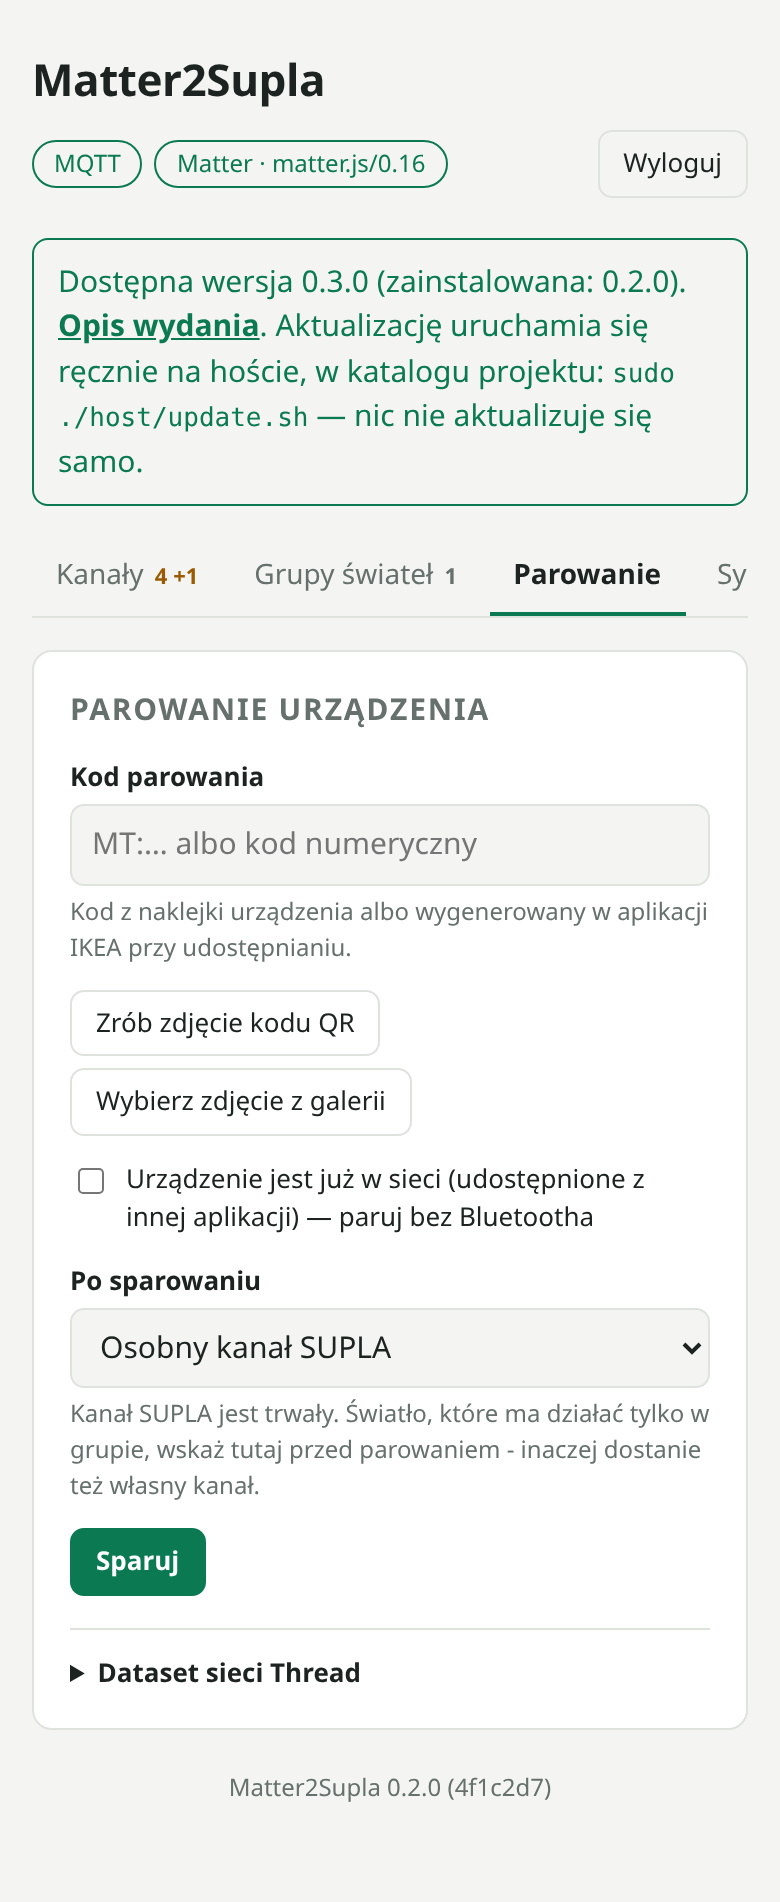 Matter2Supla
MQTT
Matter · matter.js/0.16
Wyloguj
Dostępna wersja 0.3.0 (zainstalowana: 0.2.0).
Opis wydania. Aktualizację uruchamia się
ręcznie na hoście, w katalogu projektu: sudo
./host/update.sh — nic nie aktualizuje się
samo.
Kanały 4 +1
Grupy świateł 1
Parowanie
Sy
PAROWANIE URZĄDZENIA
Kod parowania
MT:... albo kod numeryczny
Kod z naklejki urządzenia albo wygenerowany w aplikacji
IKEA przy udostępnianiu.
Zrób zdjęcie kodu QR
Wybierz zdjęcie z galerii
Urządzenie jest już w sieci (udostępnione z
innej aplikacji) — paruj bez Bluetootha
Po sparowaniu
Osobny kanał SUPLA
Kanał SUPLA jest trwały. Światło, które ma działać tylko w
grupie, wskaż tutaj przed parowaniem - inaczej dostanie
też własny kanał.
Sparuj
Dataset sieci Thread
Matter2Supla 0.2.0 (4f1c2d7)